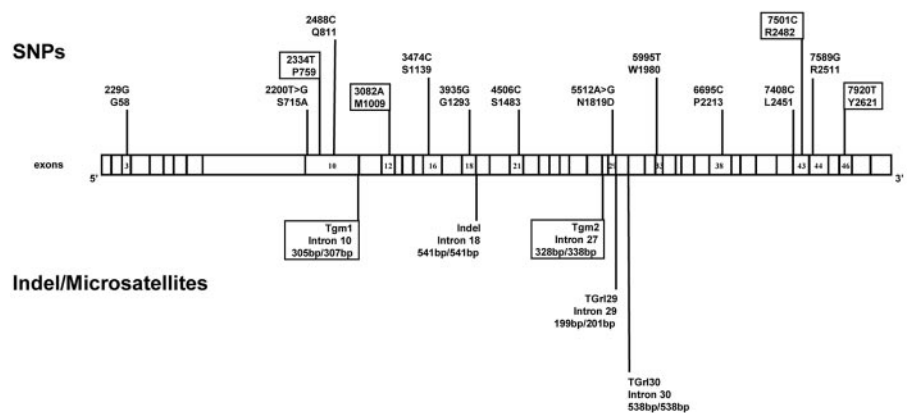 SNPs
229G
G58
2200T>G
S715A
2334T
P759
2488C
Q811
3082A
M1009
3474C
S1139
3935G
G1293
4506C
S1483
5512A>G
N1819D
5995T
W1980
6695C
P2213
7408C
L2451
7501C
R2482
7589G
R2511
7920T
Y2621
exons
3 10 12 16 18 21 29 33 38 43 44 46
5' 3'
Tgm1
Intron 10
305bp/307bp
Indel
Intron 18
541bp/541bp
Tgm2
Intron 27
328bp/338bp
Indel/Microsatellites
TGrI29
Intron 29
199bp/201bp
TGrI30
Intron 30
538bp/538bp